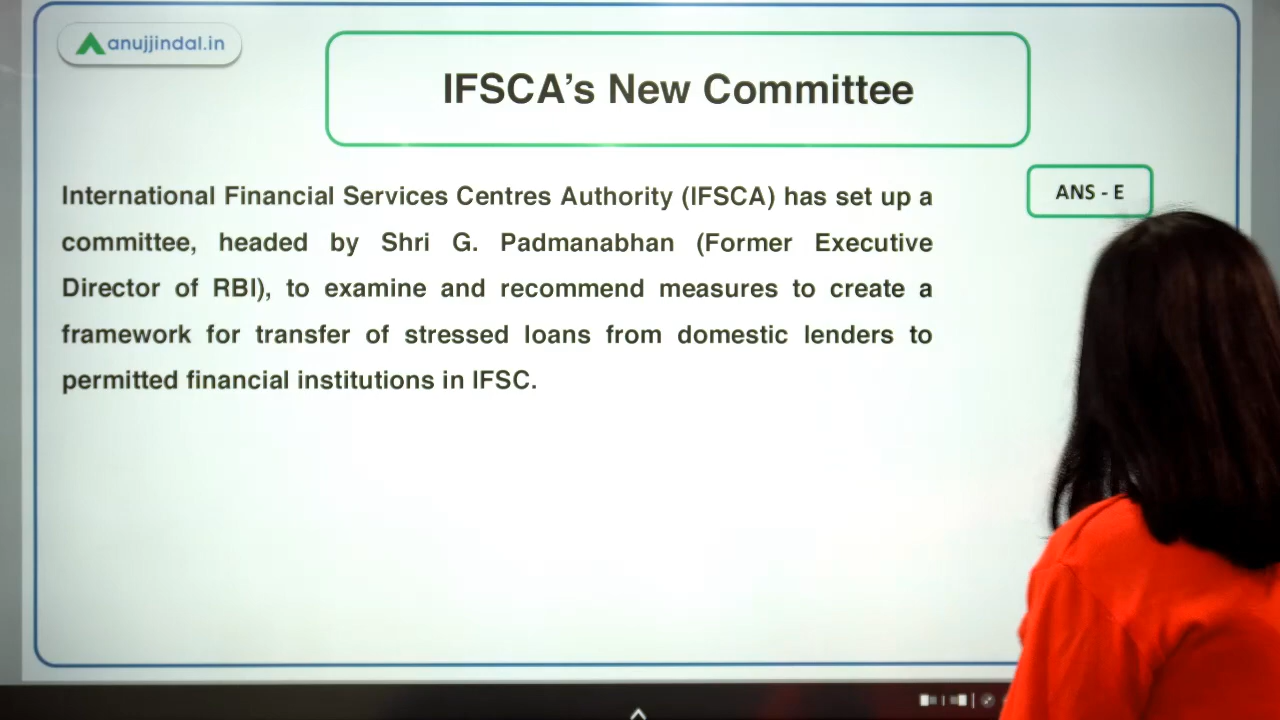 anujjindal.in
IFSCA’s New Committee
International Financial Services Centres Authority (IFSCA) has set up a
committee, headed by Shri G. Padmanabhan (Former Executive
Director of RBI), to examine and recommend measures to create a
framework for transfer of stressed loans from domestic lenders to
permitted financial institutions in IFSC.
ANS - E